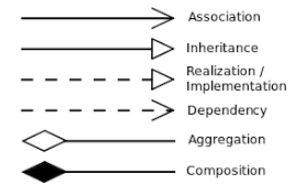 Association
Inheritance
Realization /
Implementation
Dependency
Aggregation
Composition